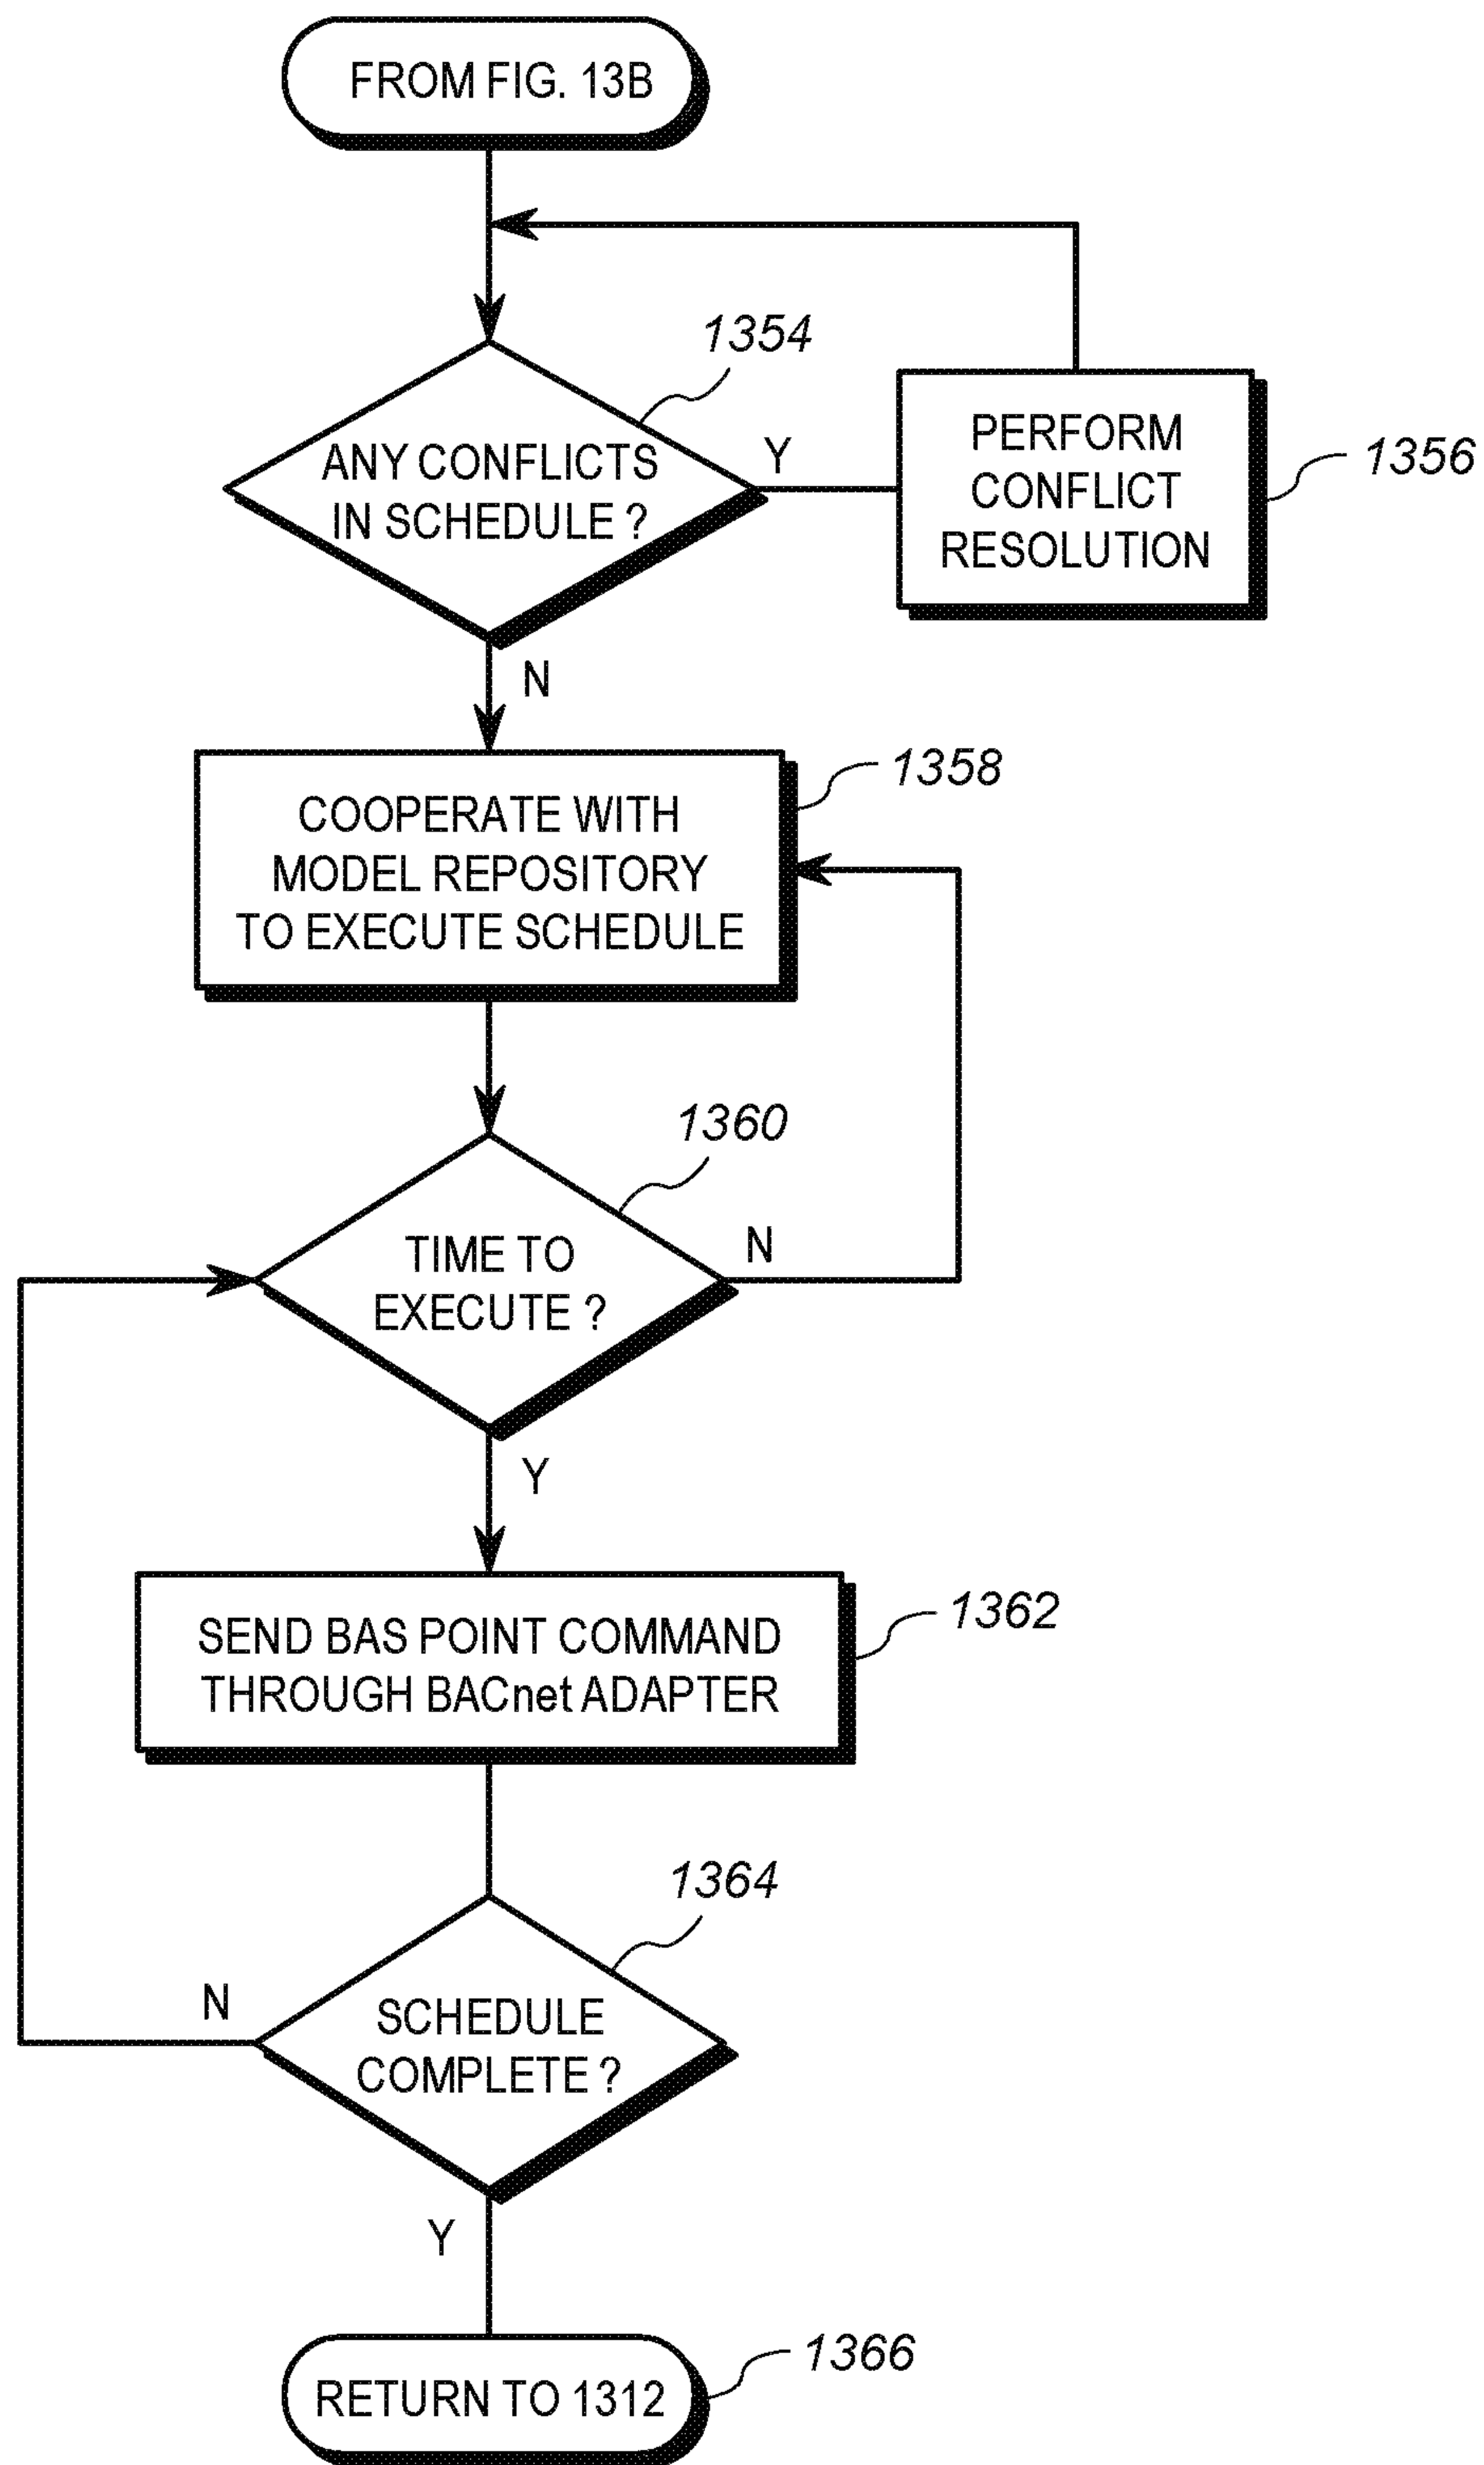 FROM FIG. 13B
1354
ANY CONFLICTS
IN SCHEDULE ?
Y
PERFORM
CONFLICT
RESOLUTION
1356
N
1358
COOPERATE WITH
MODEL REPOSITORY
TO EXECUTE SCHEDULE
1360
TIME TO
EXECUTE ?
N
Y
1362
SEND BAS POINT COMMAND
THROUGH BACnet ADAPTER
1364
N
SCHEDULE
COMPLETE ?
Y
1366
RETURN TO 1312